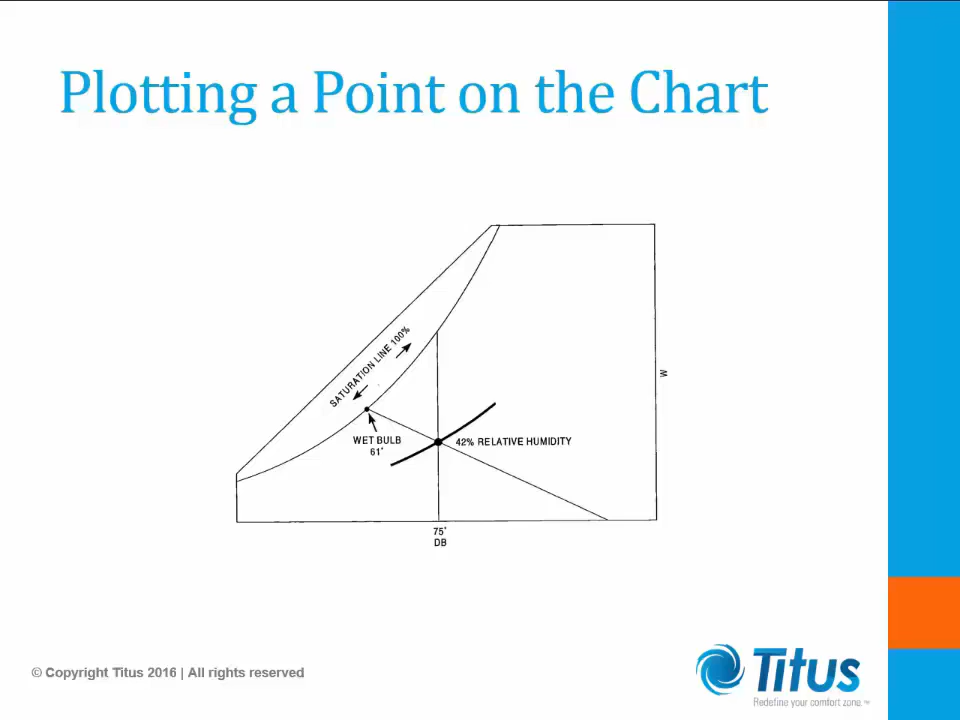 Plotting a Point on the Chart
SATURATION LINE 100%
W
WET BULB
61°
42% RELATIVE HUMIDITY
75°
DB
© Copyright Titus 2016 | All rights reserved
Titus
Redefine your comfort zone.™